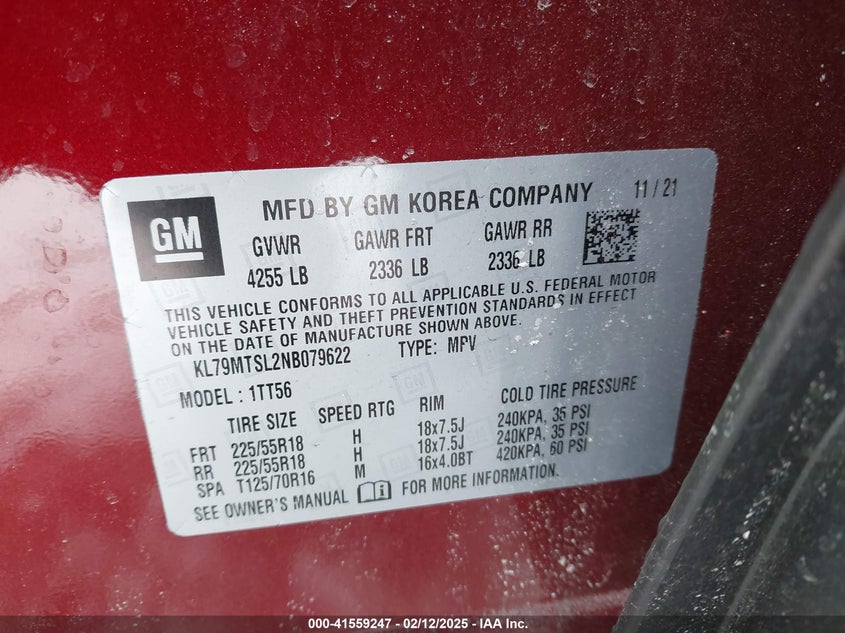 GM
MFD BY GM KOREA COMPANY 11 / 21
GVWR GAWR FRT GAWR RR
4255 LB 2336 LB 2336 LB
THIS VEHICLE CONFORMS TO ALL APPLICABLE U.S. FEDERAL MOTOR
VEHICLE SAFETY AND THEFT PREVENTION STANDARDS IN EFFECT
ON THE DATE OF MANUFACTURE SHOWN ABOVE.
KL79MTSL2NB079622 TYPE: MPV
MODEL : 1TT56
TIRE SIZE SPEED RTG RIM COLD TIRE PRESSURE
FRT 225/55R18 H 18x7.5J 240KPA, 35 PSI
RR 225/55R18 H 18x7.5J 240KPA, 35 PSI
SPA T125/70R16 M 16x4.0BT 420KPA, 60 PSI
SEE OWNER'S MANUAL FOR MORE INFORMATION.
000-41559247 - 02/12/2025 - IAA Inc.